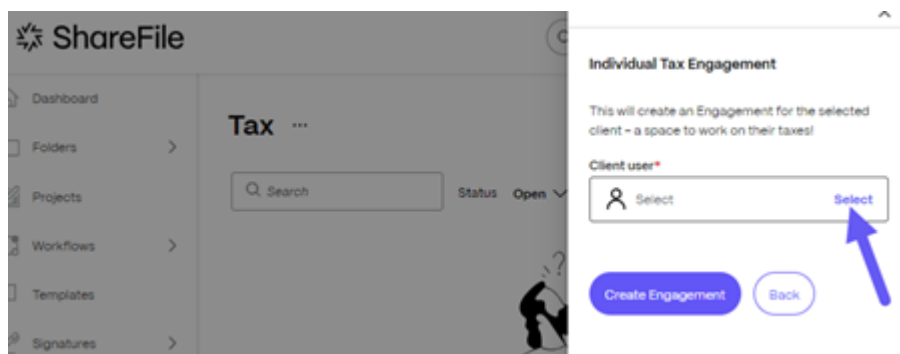 ShareFile
Dashboard
Folders
Projects
Workflows
Templates
Signatures
Tax ...
Search
Status Open
Individual Tax Engagement
This will create an Engagement for the selected
client – a space to work on their taxes!
Client user*
Select Select
Create Engagement Back